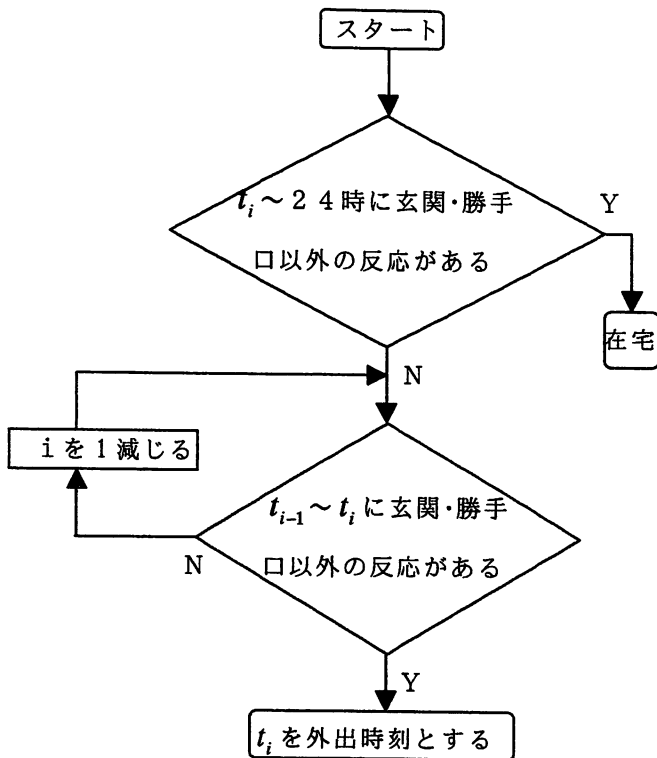 スタート
t_i～２４時に玄関・勝手
口以外の反応がある
Y
在宅
N
iを１減じる
t_{i-1}～t_iに玄関・勝手
口以外の反応がある
N
Y
t_iを外出時刻とする